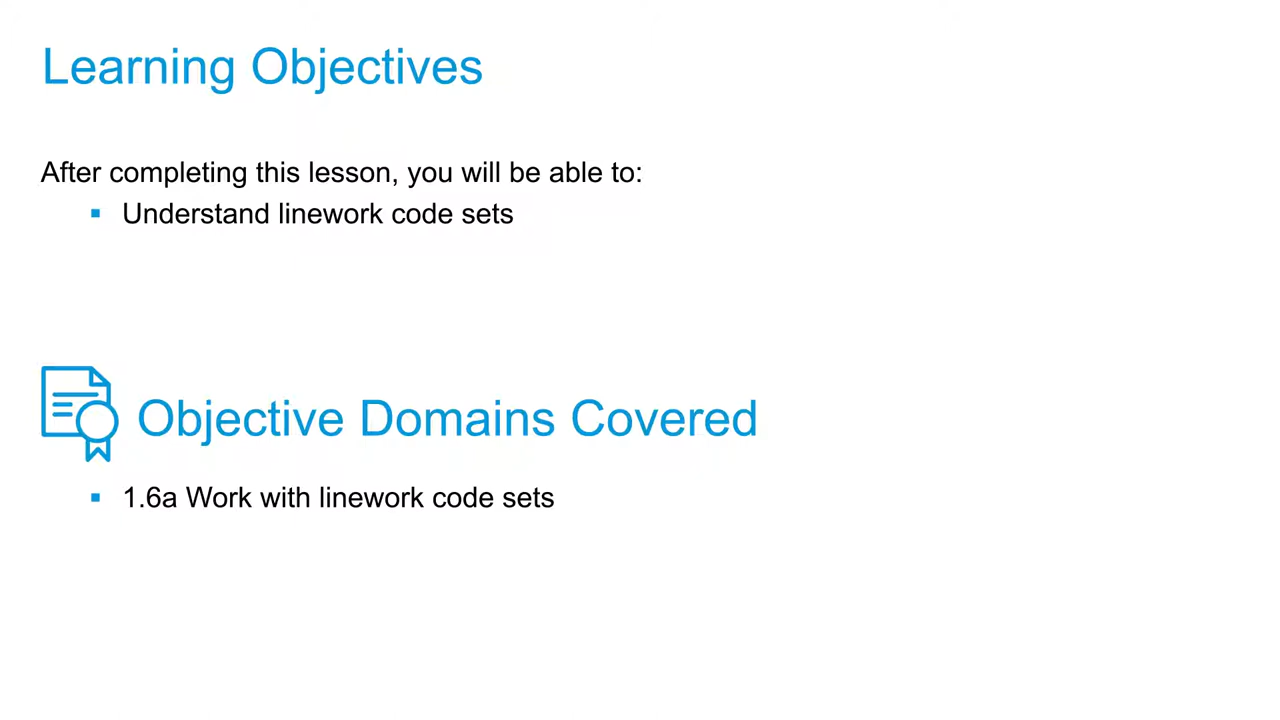 Learning Objectives
After completing this lesson, you will be able to:
▪ Understand linework code sets
Objective Domains Covered
▪ 1.6a Work with linework code sets